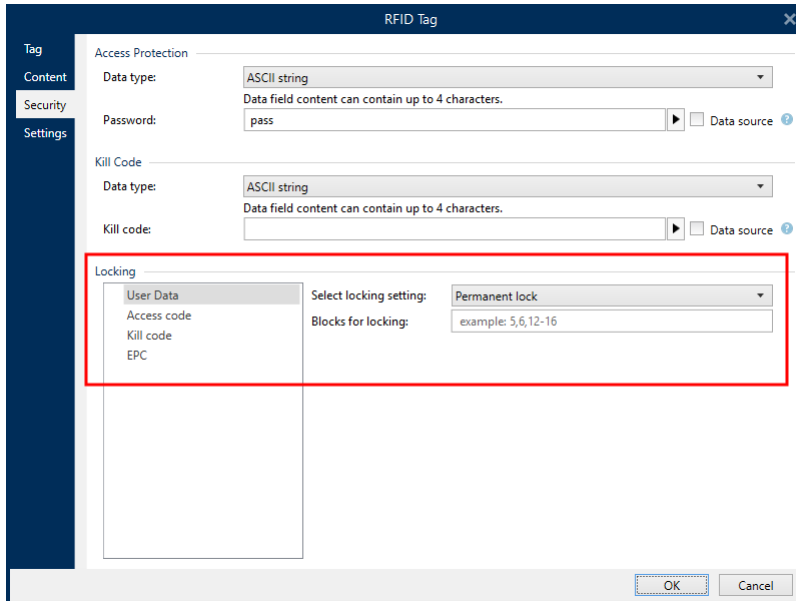 RFID Tag
Tag
Content
Security
Settings
Access Protection
Data type: ASCII string
Data field content can contain up to 4 characters.
Password: pass Data source
Kill Code
Data type: ASCII string
Data field content can contain up to 4 characters.
Kill code: Data source
Locking
User Data
Access code
Kill code
EPC
Select locking setting: Permanent lock
Blocks for locking: example: 5,6,12-16
OK Cancel